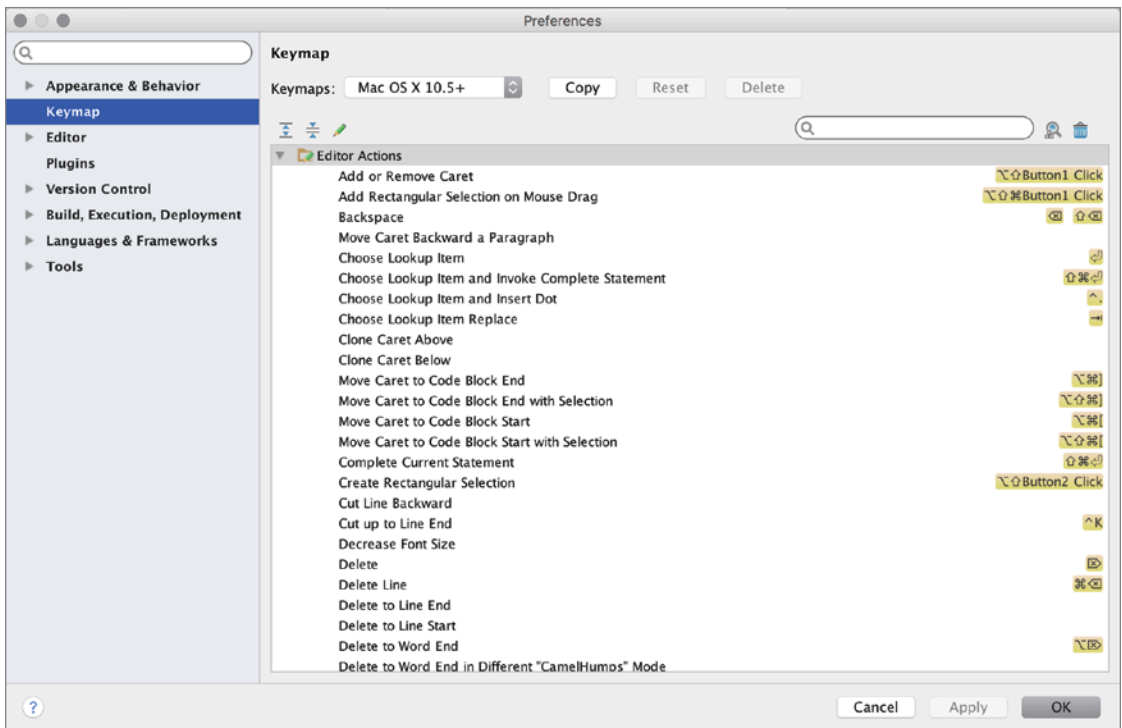 Preferences
Appearance & Behavior
Keymap
Editor
Plugins
Version Control
Build, Execution, Deployment
Languages & Frameworks
Tools
Keymap
Keymaps: Mac OS X 10.5+ Copy Reset Delete
Editor Actions
Add or Remove Caret ⌥⇧Button1 Click
Add Rectangular Selection on Mouse Drag ⌥⇧⌘Button1 Click
Backspace ⌫ ⇧⌫
Move Caret Backward a Paragraph
Choose Lookup Item ⏎
Choose Lookup Item and Invoke Complete Statement ⇧⌘⏎
Choose Lookup Item and Insert Dot ^.
Choose Lookup Item Replace ⇥
Clone Caret Above
Clone Caret Below
Move Caret to Code Block End ⌥⌘]
Move Caret to Code Block End with Selection ⌥⇧⌘]
Move Caret to Code Block Start ⌥⌘[
Move Caret to Code Block Start with Selection ⌥⇧⌘[
Complete Current Statement ⇧⌘⏎
Create Rectangular Selection ⌥⇧Button2 Click
Cut Line Backward
Cut up to Line End ^K
Decrease Font Size
Delete ⌦
Delete Line ⌘⌫
Delete to Line End
Delete to Line Start
Delete to Word End ⌥⌦
Delete to Word End in Different "CamelHumps" Mode
? Cancel Apply OK